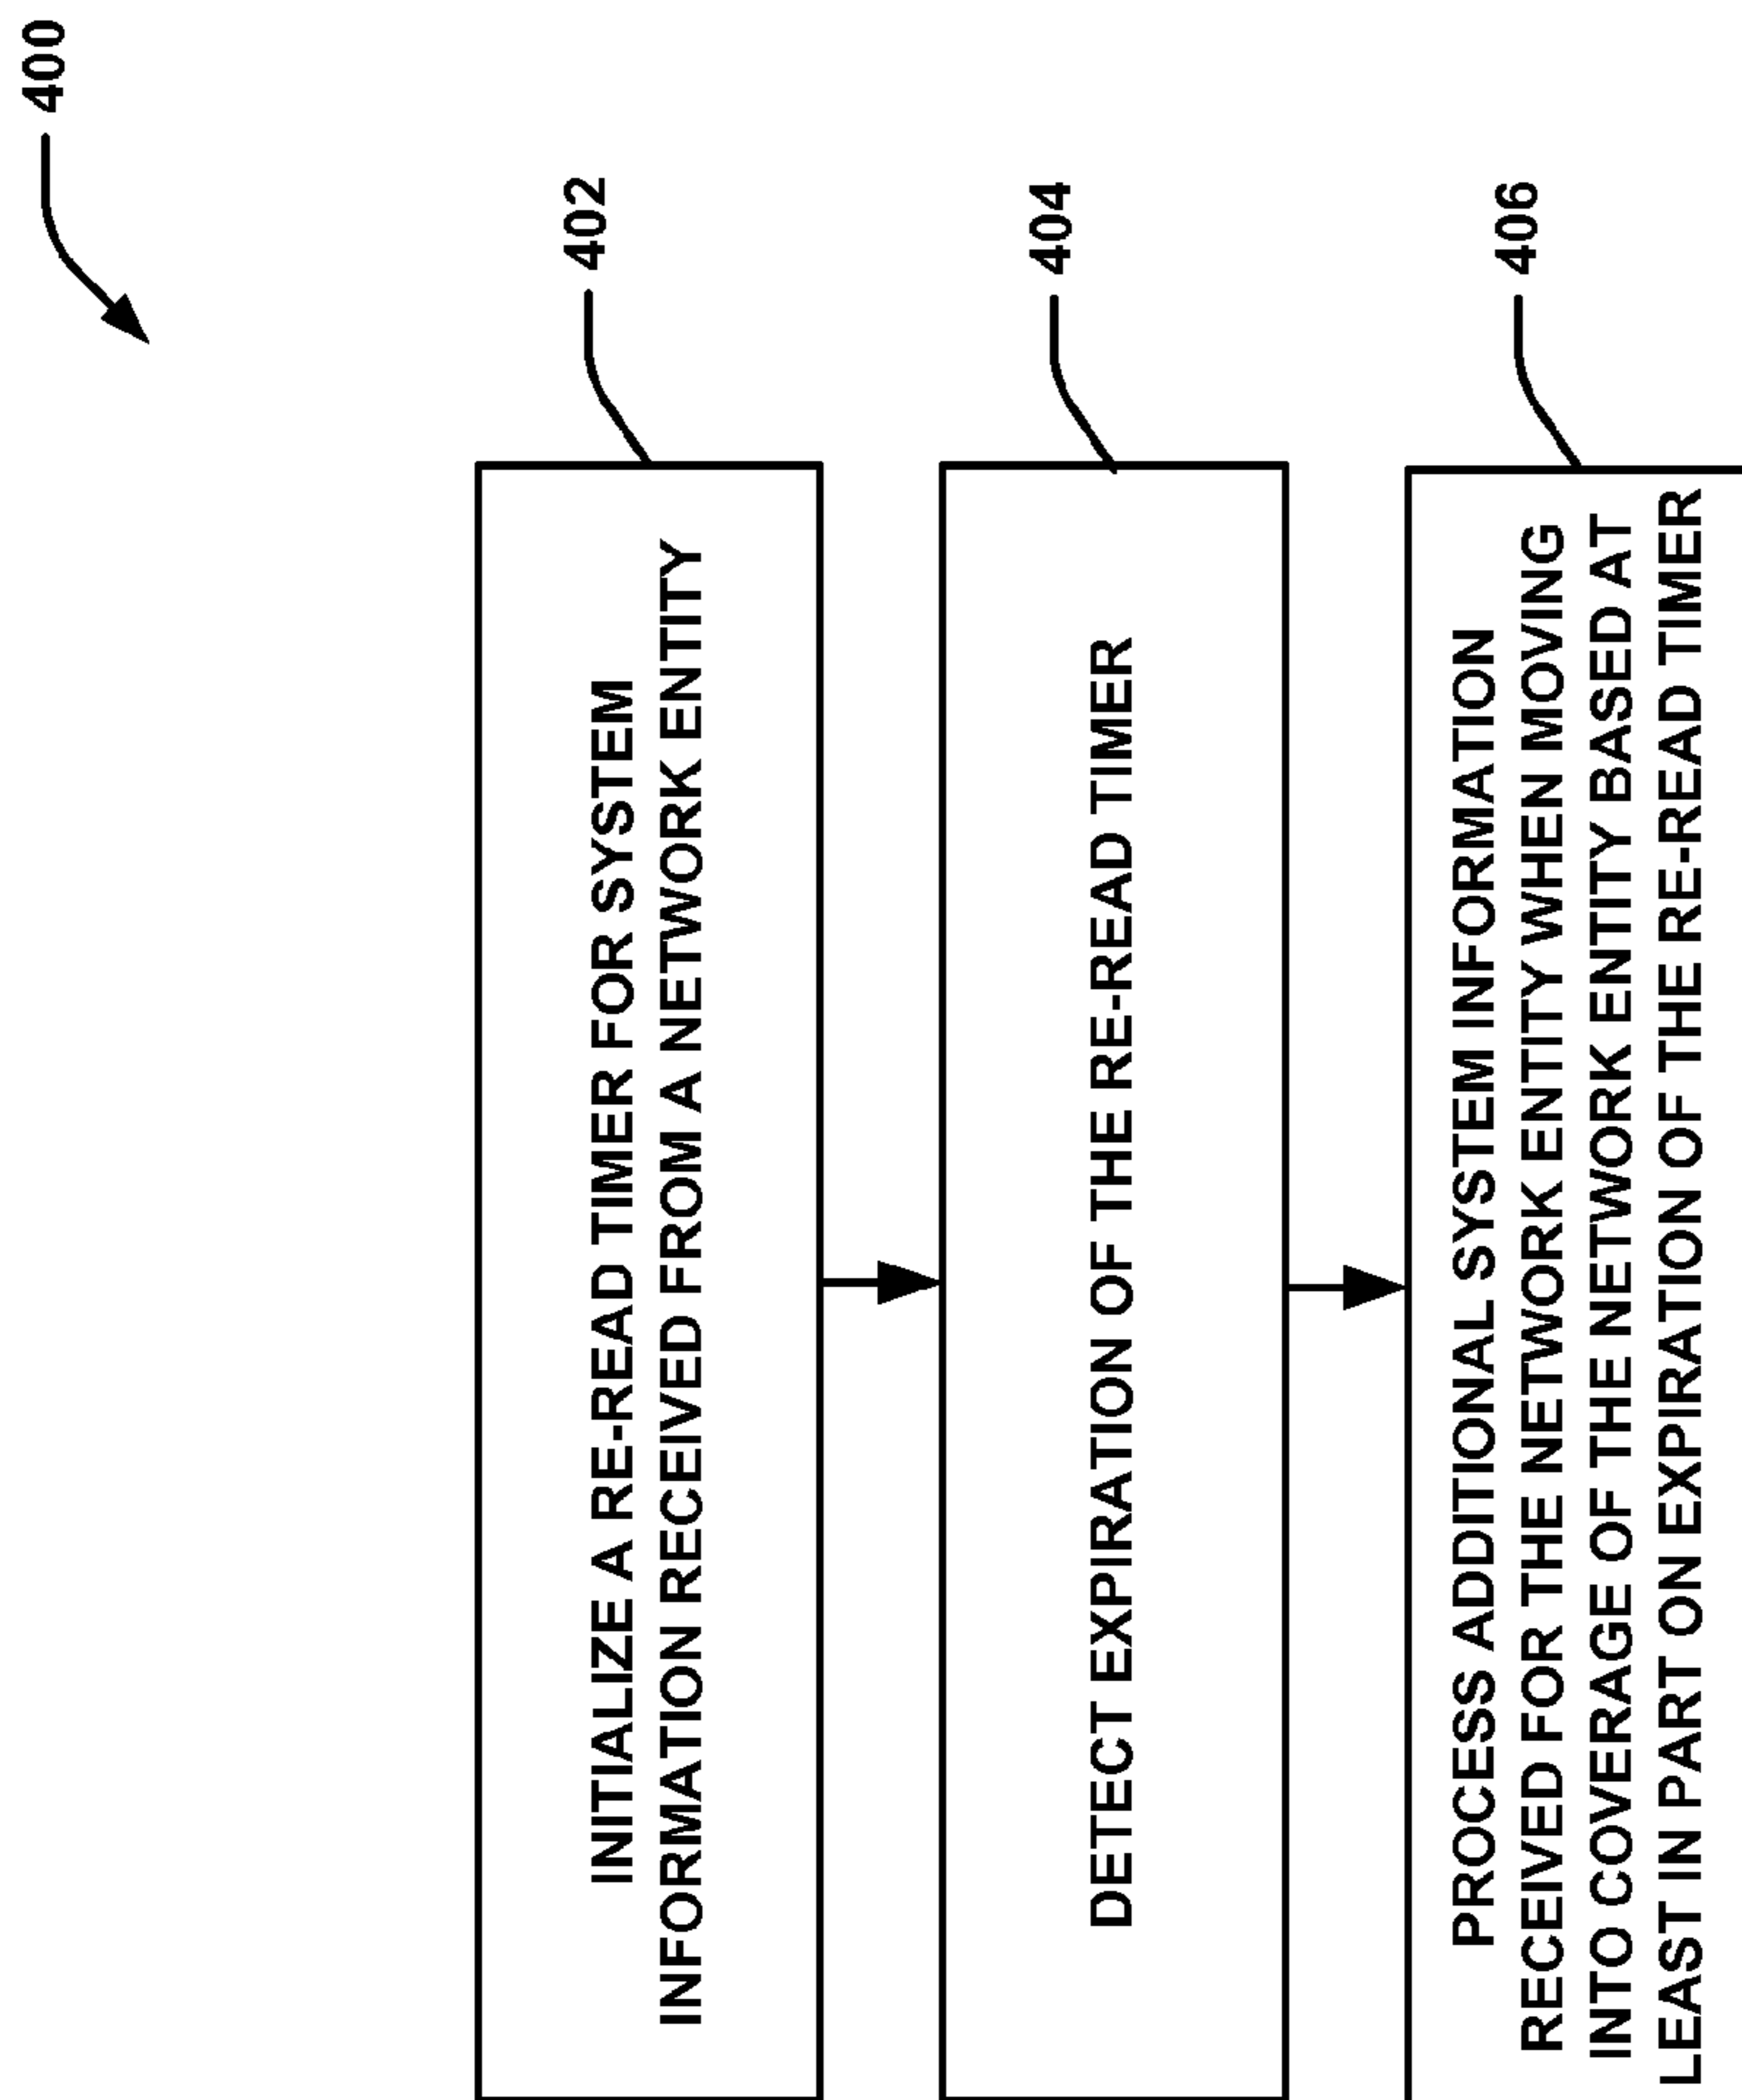 400
402
INITIALIZE A RE-READ TIMER FOR SYSTEM
INFORMATION RECEIVED FROM A NETWORK ENTITY
404
DETECT EXPIRATION OF THE RE-READ TIMER
406
PROCESS ADDITIONAL SYSTEM INFORMATION
RECEIVED FOR THE NETWORK ENTITY WHEN MOVING
INTO COVERAGE OF THE NETWORK ENTITY BASED AT
LEAST IN PART ON EXPIRATION OF THE RE-READ TIMER